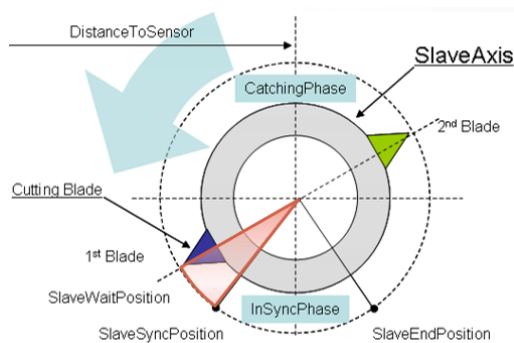 DistanceToSensor
SlaveAxis
CatchingPhase
2nd Blade
Cutting Blade
1st Blade
SlaveWaitPosition
InSyncPhase
SlaveSyncPosition
SlaveEndPosition